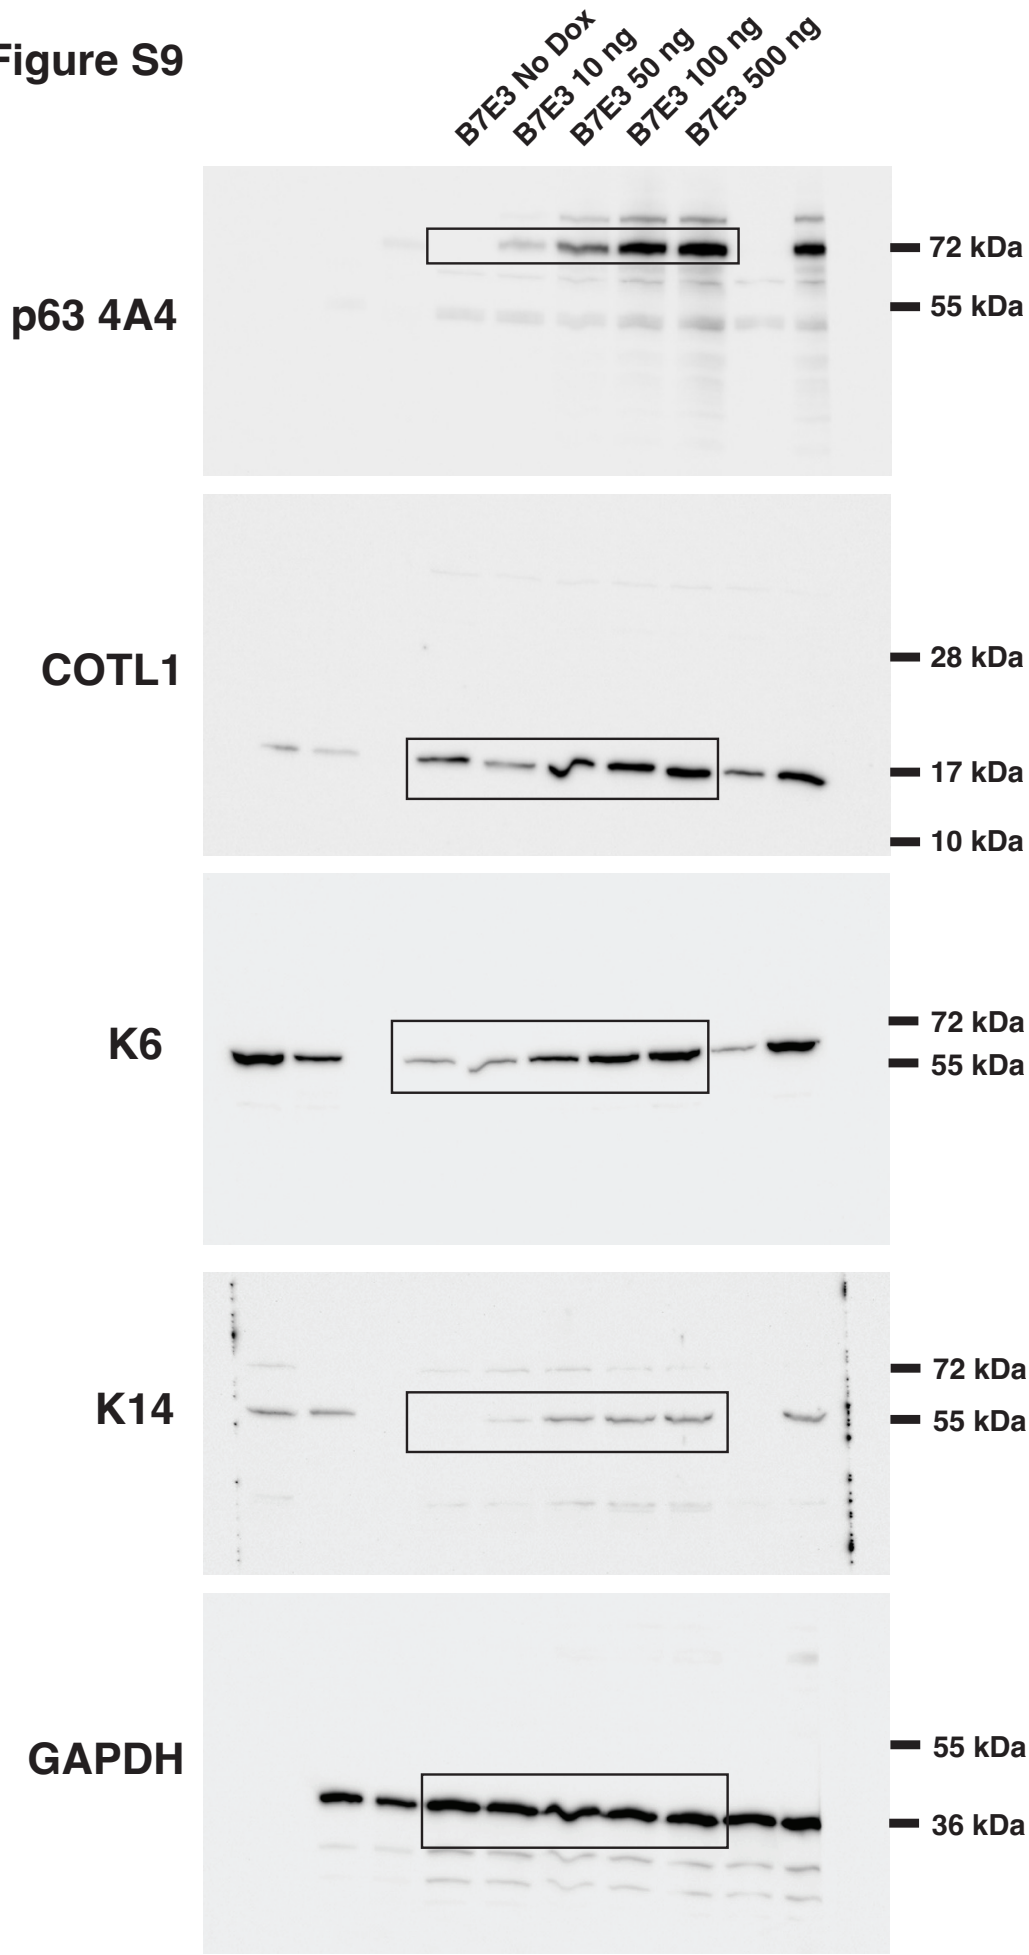 Figure S9
B7E3 No Dox
B7E3 10 ng
B7E3 50 ng
B7E3 100 ng
B7E3 500 ng
p63 4A4
72 kDa
55 kDa
COTL1
28 kDa
17 kDa
10 kDa
K6
72 kDa
55 kDa
K14
72 kDa
55 kDa
GAPDH
55 kDa
36 kDa